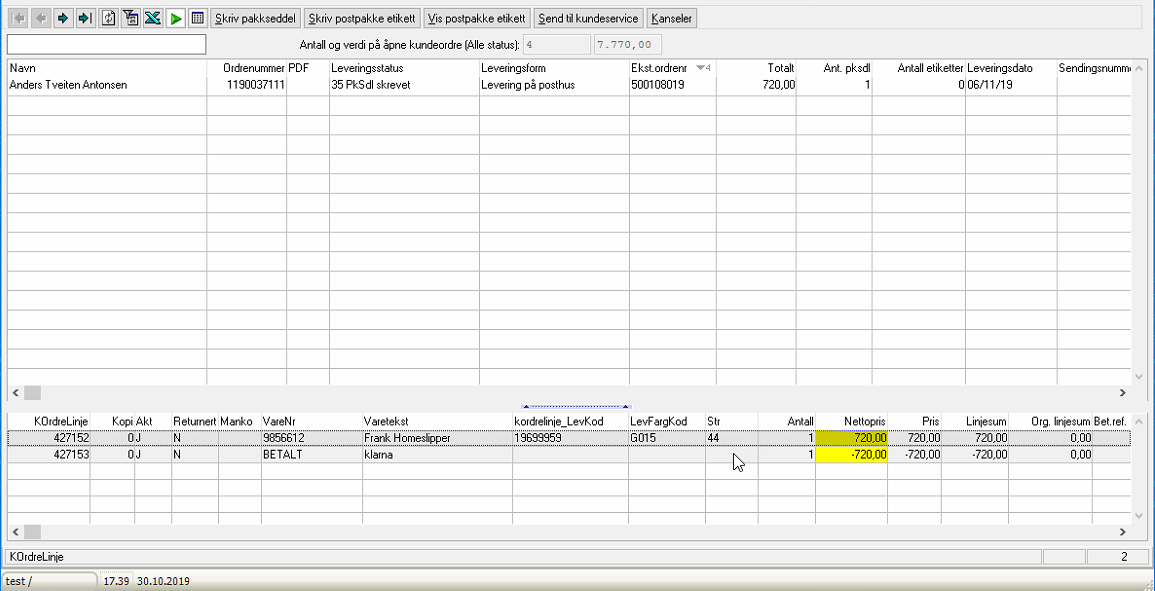 Skriv pakkseddel Skriv postpakke etikett Vis postpakke etikett Send til kundeservice Kanseler
Antall og verdi på åpne kundeordre (Alle status): 4 7.770,00
Navn Ordrenummer PDF Leveringsstatus Leveringsform Ekst.ordrenr 4 Totalt Ant. pksdl Antall etiketter Leveringsdato
Anders Tveiten Antonsen 1190037111 35 PkSdl skrevet Levering på posthus 500108019 720,00 1 0 06/11/19
KOrdreLinje Kopi Akt Returnert Manko VareNr Varetekst kordrelinje_LevKod LevFargKod Str Antall Nettopris Pris Linjesum Org. linjesum Bet.ref.
427152 0 J N 9856612 Frank Homeslipper 19699959 G015 44 1 720,00 720,00 720,00 0,00
427153 0 J N BETALT klarna 1 -720,00 -720,00 -720,00 0,00
KOrdreLinje 2
test / 17.39 30.10.2019